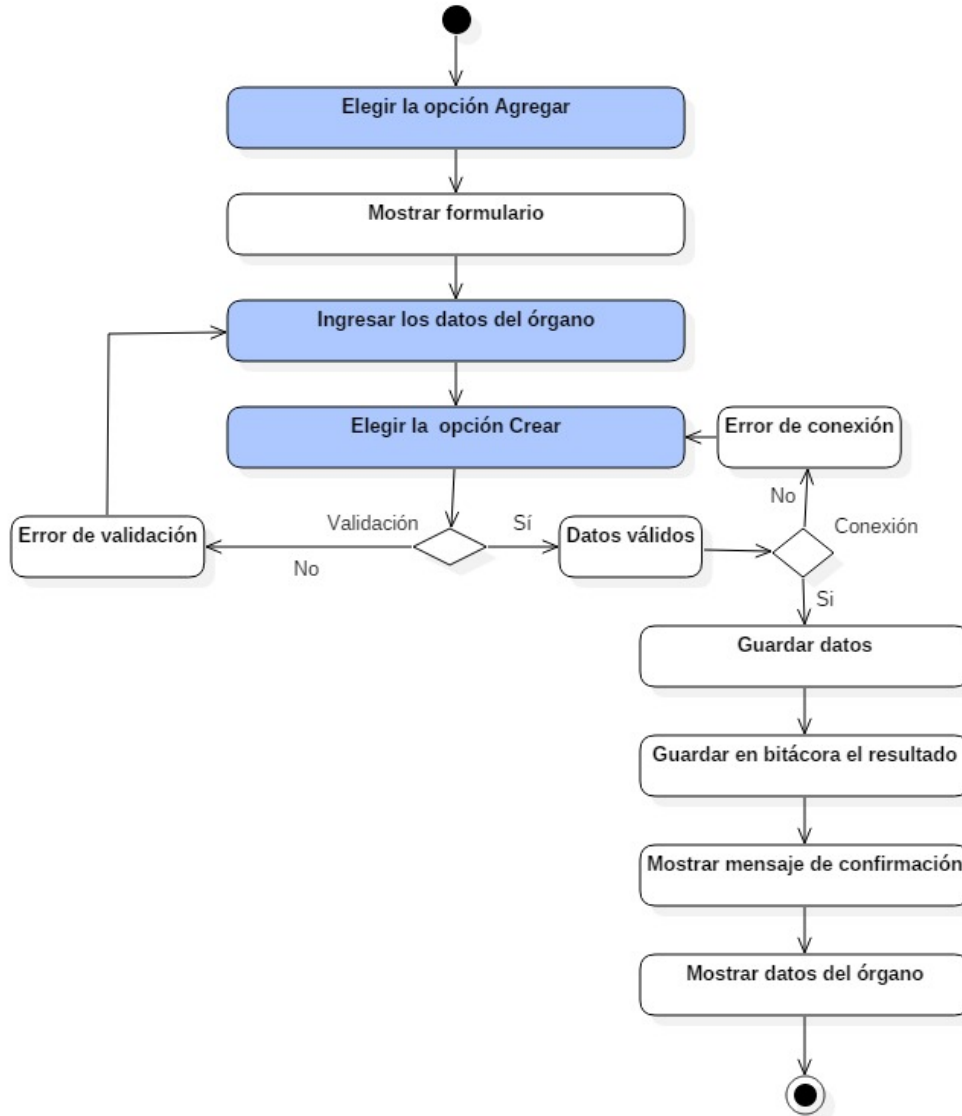 Elegir la opción Agregar
Mostrar formulario
Ingresar los datos del órgano
Elegir la  opción Crear
Error de conexión
No
Validación
Sí
Conexión
Error de validación
Datos válidos
No
Si
Guardar datos
Guardar en bitácora el resultado
Mostrar mensaje de confirmación
Mostrar datos del órgano